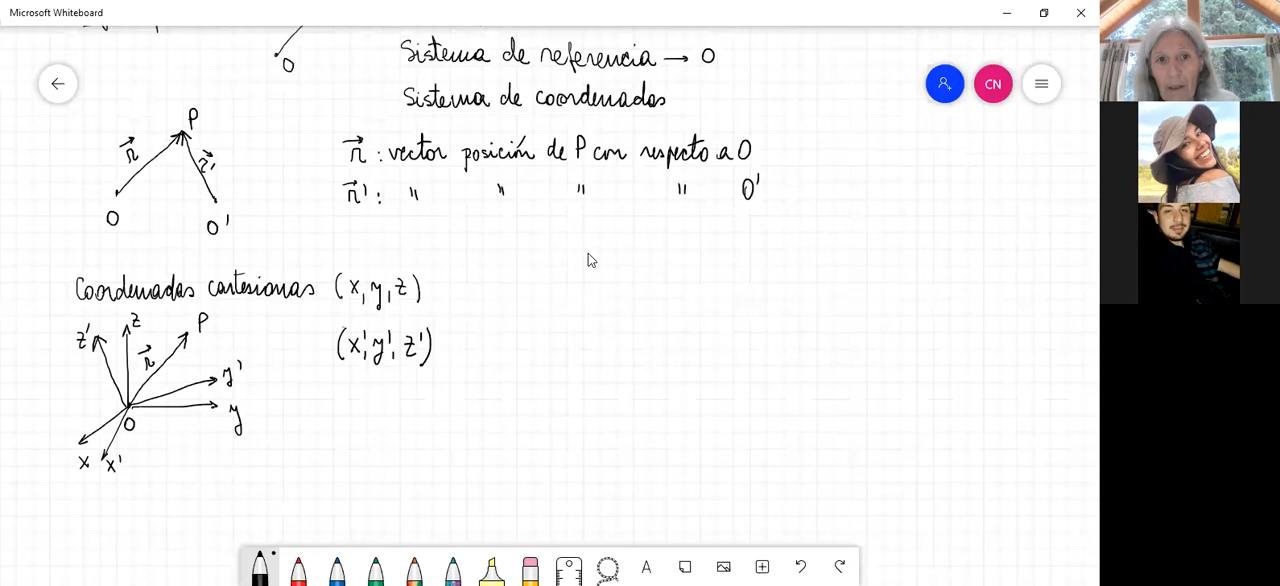 Microsoft Whiteboard
O
Sistema de referencia → O
Sistema de coordenadas
CN
P
r⃗
r⃗'
O
O'
r⃗ : vector posición de P con respecto a O
r⃗' : " " " " O'
Coordenadas cartesianas (x, y, z)
(x', y', z')
z'
z
P
r⃗
y'
y
O
x
x'
A